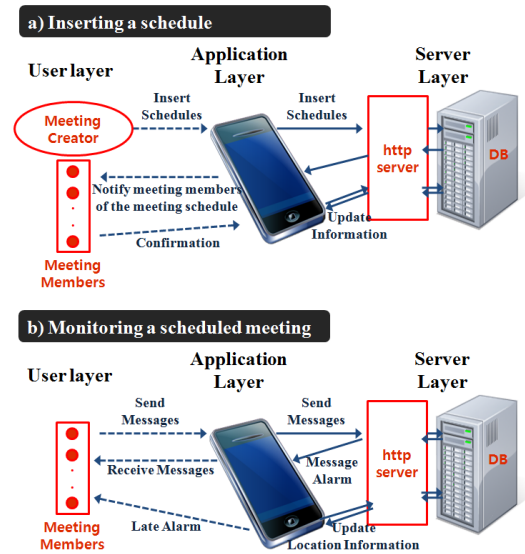 a) Inserting a schedule
User layer
Application
Layer
Server
Layer
Meeting
Creator
Insert
Schedules
Insert
Schedules
http
server
DB
Notify meeting members
of the meeting schedule
Update
Information
Confirmation
Meeting
Members
b) Monitoring a scheduled meeting
User layer
Application
Layer
Server
Layer
Send
Messages
Send
Messages
http
server
DB
Receive Messages
Message
Alarm
Late Alarm
Update
Location Information
Meeting
Members